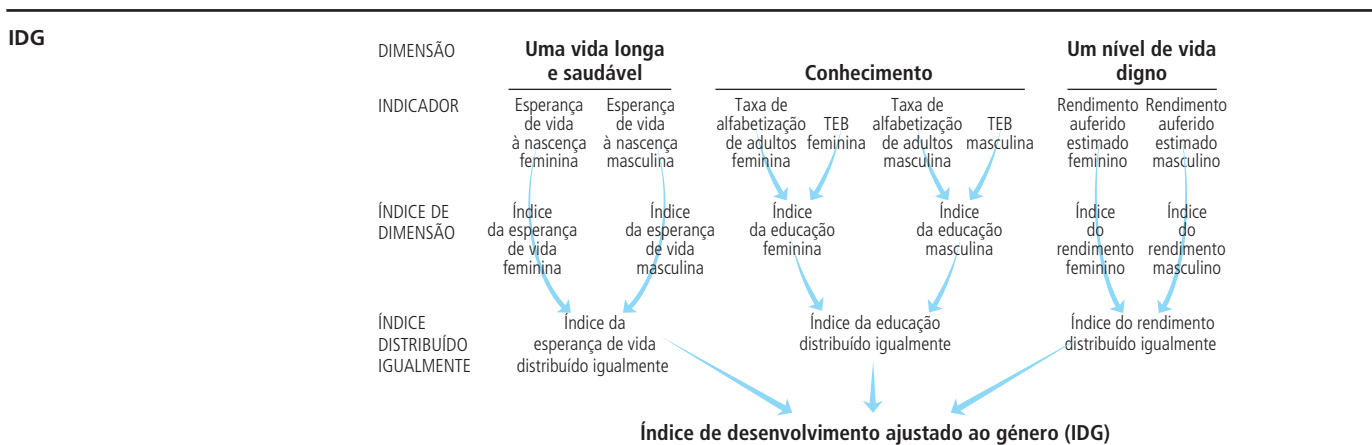 IDG
DIMENSÃO
Uma vida longa
e saudável
Conhecimento
Um nível de vida
digno
INDICADOR
Esperança
de vida
à nascença
feminina
Esperança
de vida
à nascença
masculina
Taxa de
alfabetização
de adultos
feminina
TEB
feminina
Taxa de
alfabetização
de adultos
masculina
TEB
masculina
Rendimento
auferido
estimado
feminino
Rendimento
auferido
estimado
masculino
ÍNDICE DE
DIMENSÃO
Índice
da esperança
de vida
feminina
Índice
da esperança
de vida
masculina
Índice
da educação
feminina
Índice
da educação
masculina
Índice
do
rendimento
feminino
Índice
do
rendimento
masculino
ÍNDICE
DISTRIBUÍDO
IGUALMENTE
Índice da
esperança de vida
distribuído igualmente
Índice da educação
distribuído igualmente
Índice do rendimento
distribuído igualmente
Índice de desenvolvimento ajustado ao género (IDG)